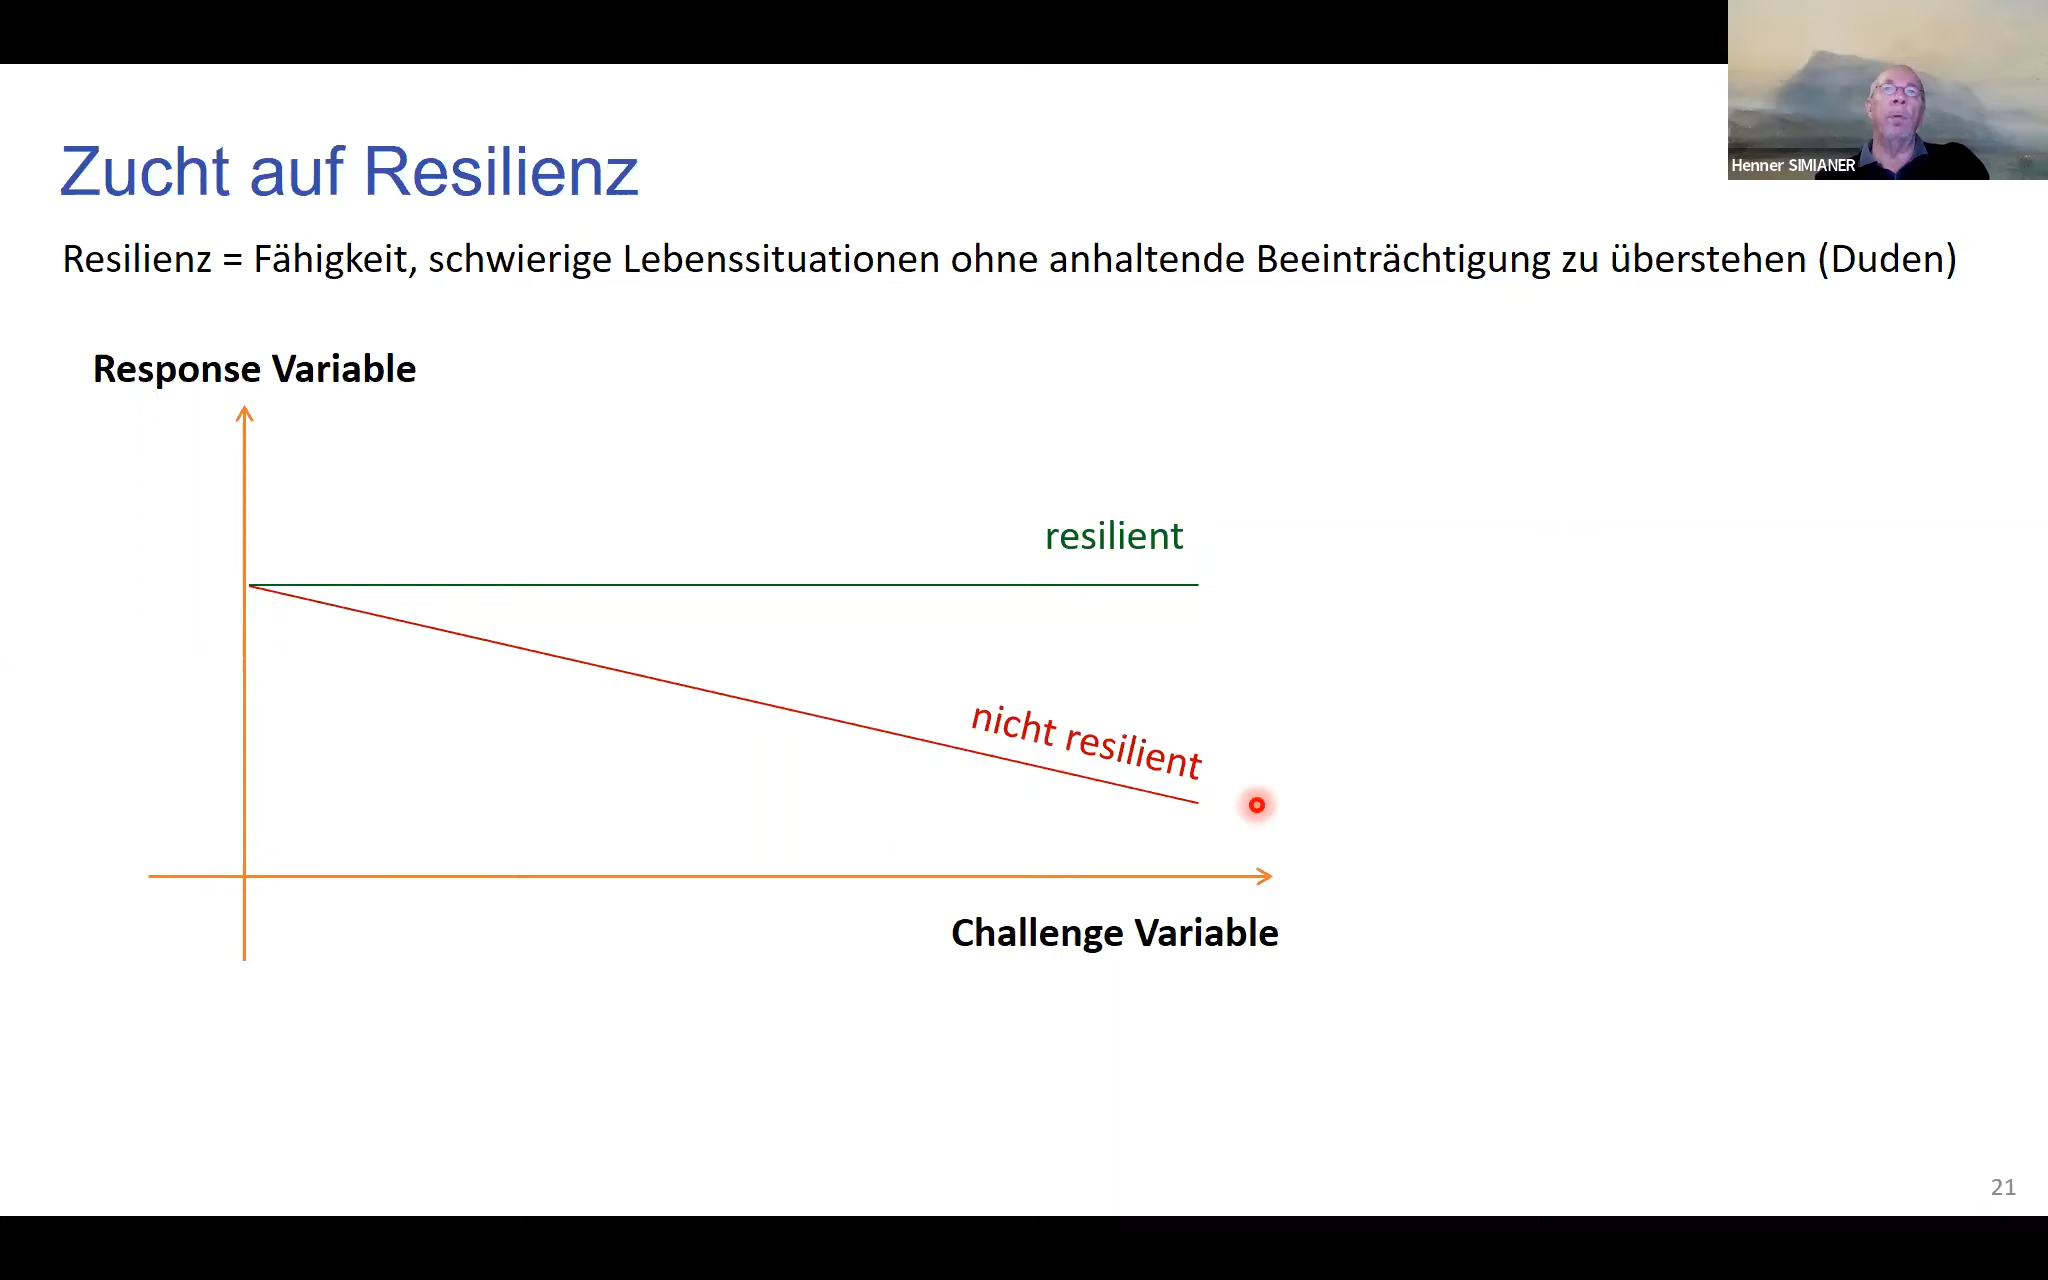 Henner SIMIANER
Zucht auf Resilienz
Resilienz = Fähigkeit, schwierige Lebenssituationen ohne anhaltende Beeinträchtigung zu überstehen (Duden)
Response Variable
resilient
nicht resilient
Challenge Variable
21